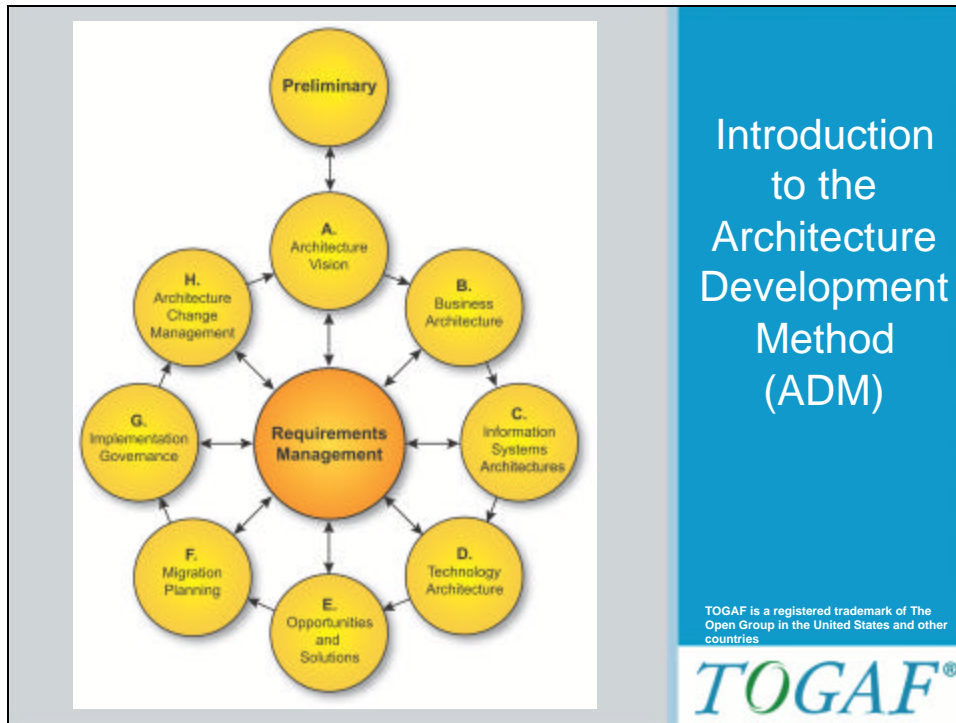 Preliminary
A.
Architecture
Vision
B.
Business
Architecture
C.
Information
Systems
Architectures
D.
Technology
Architecture
E.
Opportunities
and
Solutions
F.
Migration
Planning
G.
Implementation
Governance
H.
Architecture
Change
Management
Requirements
Management
Introduction
to the
Architecture
Development
Method
(ADM)
TOGAF is a registered trademark of The
Open Group in the United States and other
countries
TOGAF®